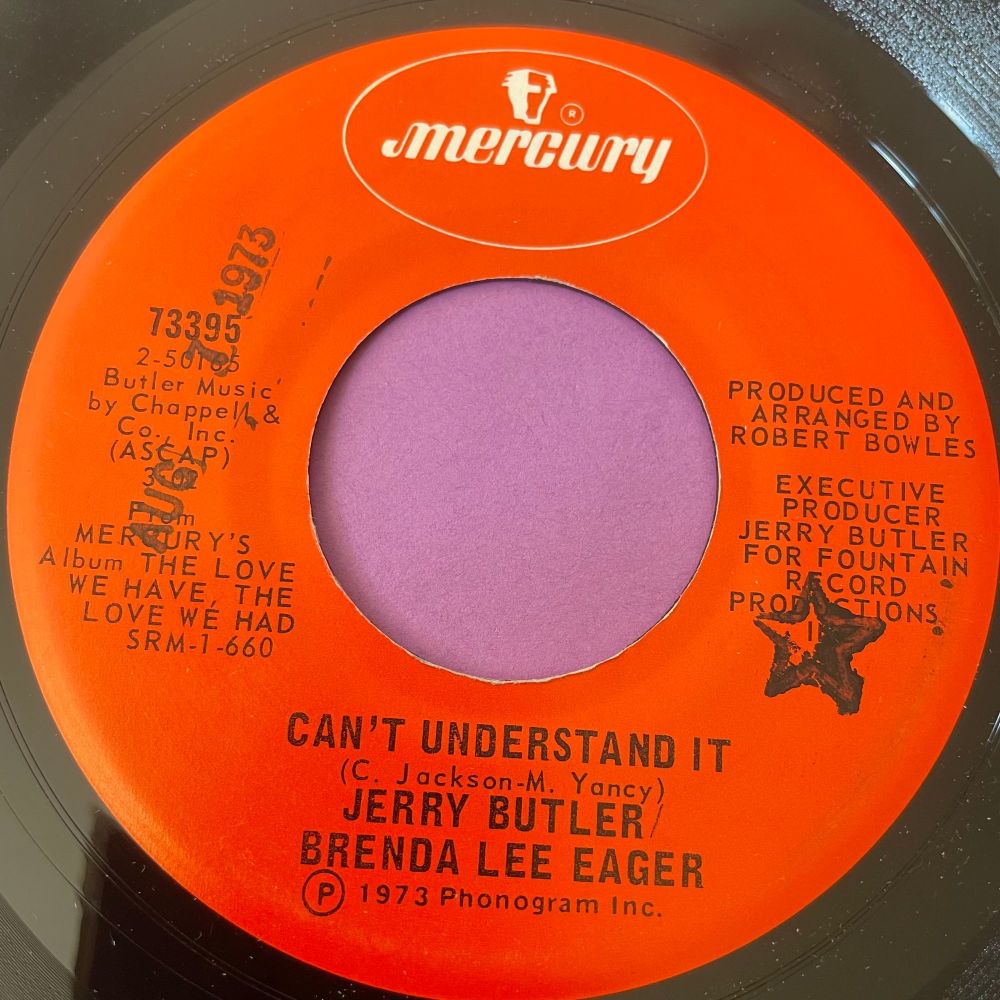 ®
mercury
73395
2-50165
Butler Music
by Chappell &
Co., Inc.
(ASCAP)
From
MERCURY'S
Album THE LOVE
WE HAVE, THE
LOVE WE HAD
SRM-1-660
AUG 7 1973
PRODUCED AND
ARRANGED BY
ROBERT BOWLES
EXECUTIVE
PRODUCER
JERRY BUTLER
FOR FOUNTAIN
RECORD
PRODUCTIONS
CAN'T UNDERSTAND IT
(C. Jackson-M. Yancy)
JERRY BUTLER/
BRENDA LEE EAGER
Ⓟ 1973 Phonogram Inc.